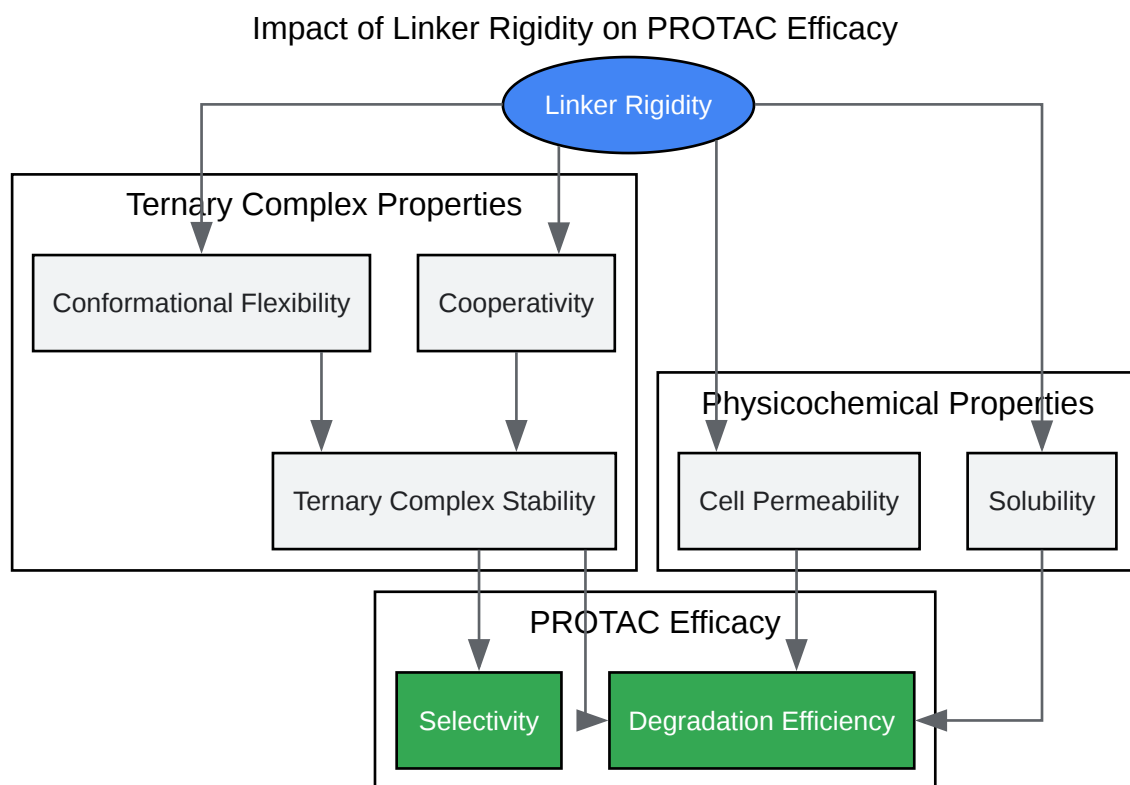 Impact of Linker Rigidity on PROTAC Efficacy
Linker Rigidity
Ternary Complex Properties
Conformational Flexibility
Cooperativity
Ternary Complex Stability
Physicochemical Properties
Cell Permeability
Solubility
PROTAC Efficacy
Selectivity
Degradation Efficiency